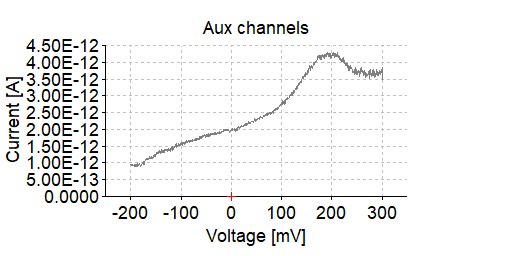 Aux channels
4.50E-12
4.00E-12
3.50E-12
3.00E-12
2.50E-12
2.00E-12
1.50E-12
1.00E-12
5.00E-13
0.0000
Current [A]
-200 -100 0 100 200 300
Voltage [mV]